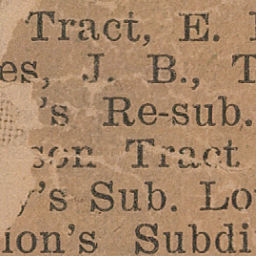 Tract, E.
es, J. B., T
's Re-sub.
son Tract
y's Sub. Lo
ion's Subdi